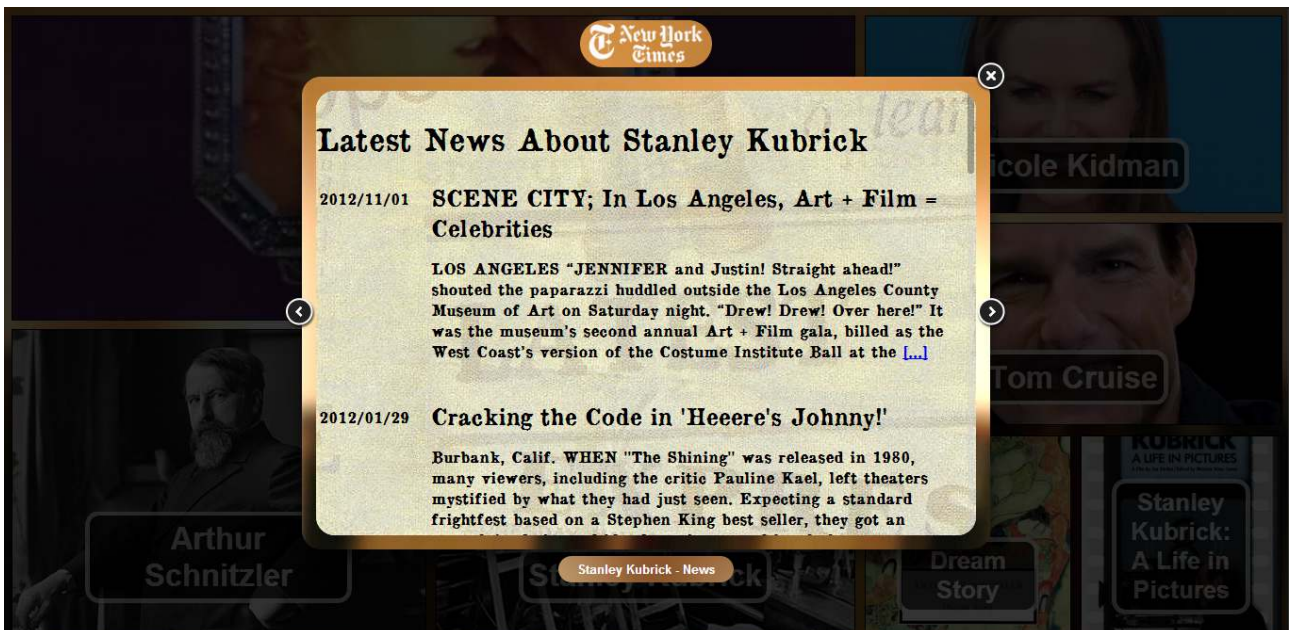 New York
Times
Latest News About Stanley Kubrick
2012/11/01
SCENE CITY; In Los Angeles, Art + Film =
Celebrities
LOS ANGELES “JENNIFER and Justin! Straight ahead!”
shouted the paparazzi huddled outside the Los Angeles County
Museum of Art on Saturday night. “Drew! Drew! Over here!” It
was the museum's second annual Art + Film gala, billed as the
West Coast's version of the Costume Institute Ball at the [...]
2012/01/29
Cracking the Code in 'Heeere's Johnny!'
Burbank, Calif. WHEN "The Shining" was released in 1980,
many viewers, including the critic Pauline Kael, left theaters
mystified by what they had just seen. Expecting a standard
frightfest based on a Stephen King best seller, they got an
Stanley Kubrick - News
Kidman
Tom Cruise
Arthur
Schnitzler
Dream
Story
KUBRICK
A LIFE IN PICTURES
Stanley
Kubrick:
A Life in
Pictures